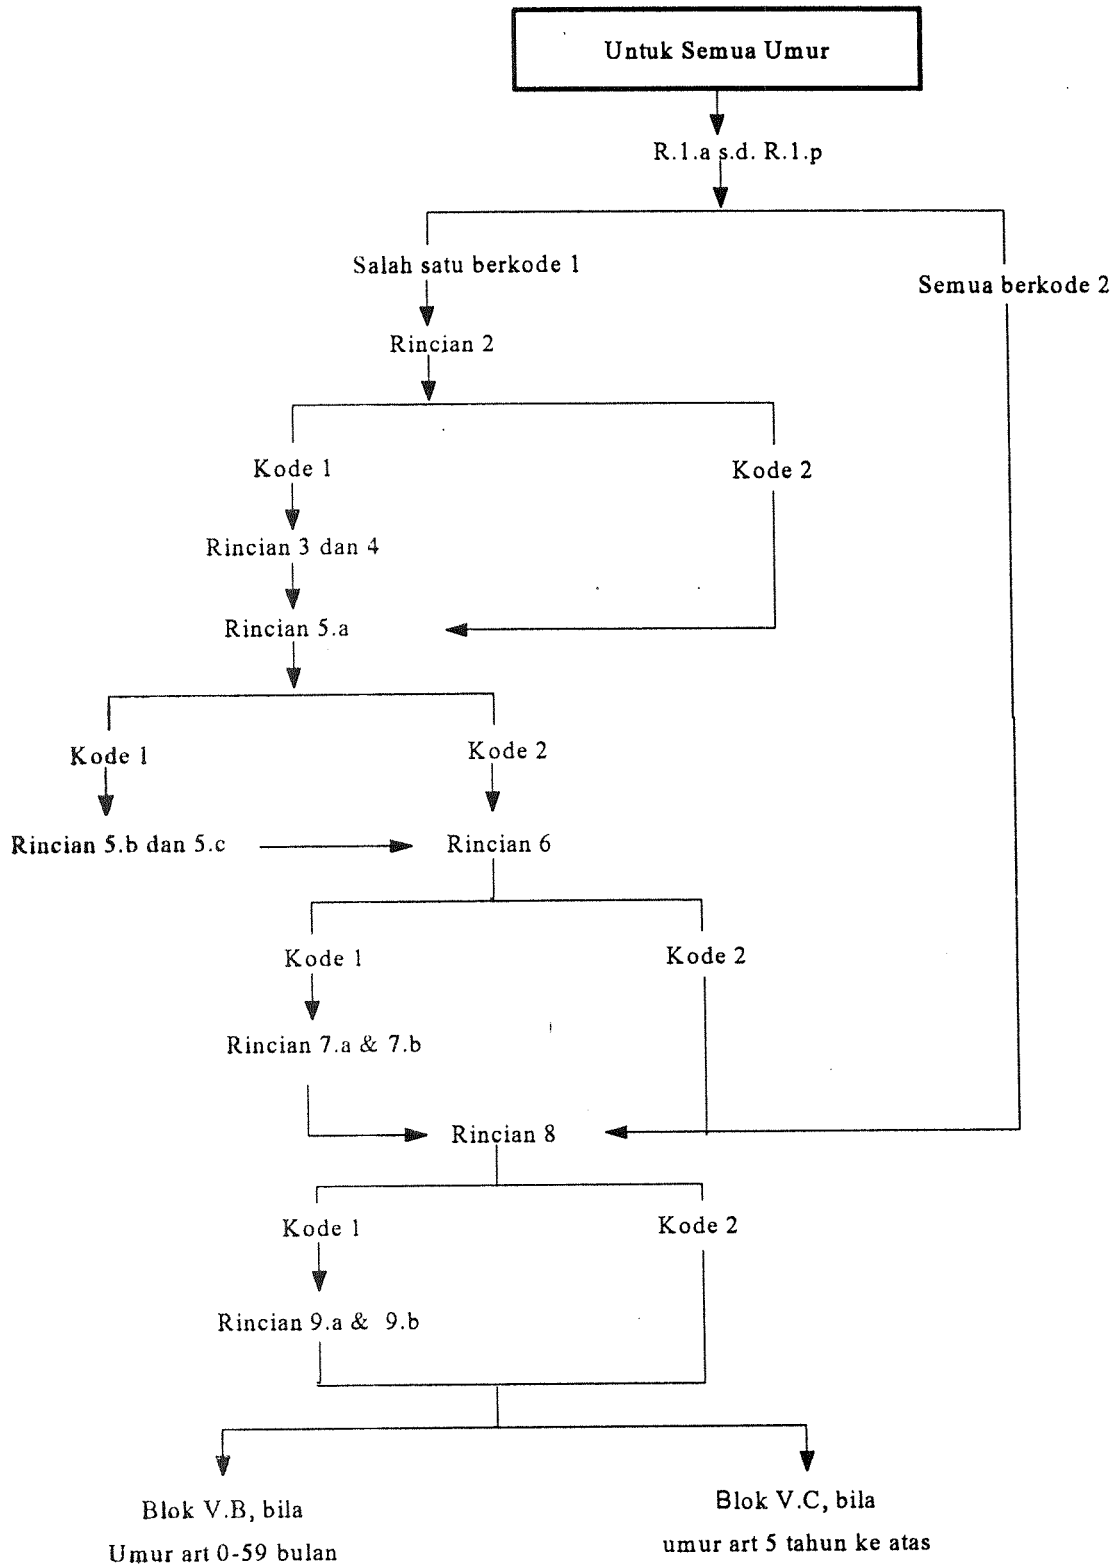 Untuk Semua Umur
R.1.a s.d. R.1.p
Salah satu berkode 1
Semua berkode 2
Rincian 2
Kode 1
Kode 2
Rincian 3 dan 4
Rincian 5.a
Kode 1
Kode 2
Rincian 5.b dan 5.c
Rincian 6
Kode 1
Kode 2
Rincian 7.a & 7.b
Rincian 8
Kode 1
Kode 2
Rincian 9.a & 9.b
Blok V.B, bila
Umur art 0-59 bulan
Blok V.C, bila
umur art 5 tahun ke atas